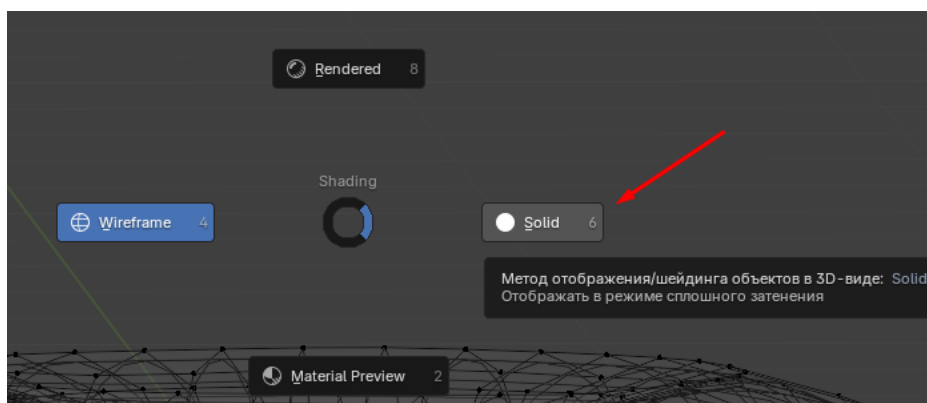 Rendered 8
Shading
Wireframe 4
Solid 6
Метод отображения/шейдинга объектов в 3D-виде: Solid
Отображать в режиме сплошного затенения
Material Preview 2